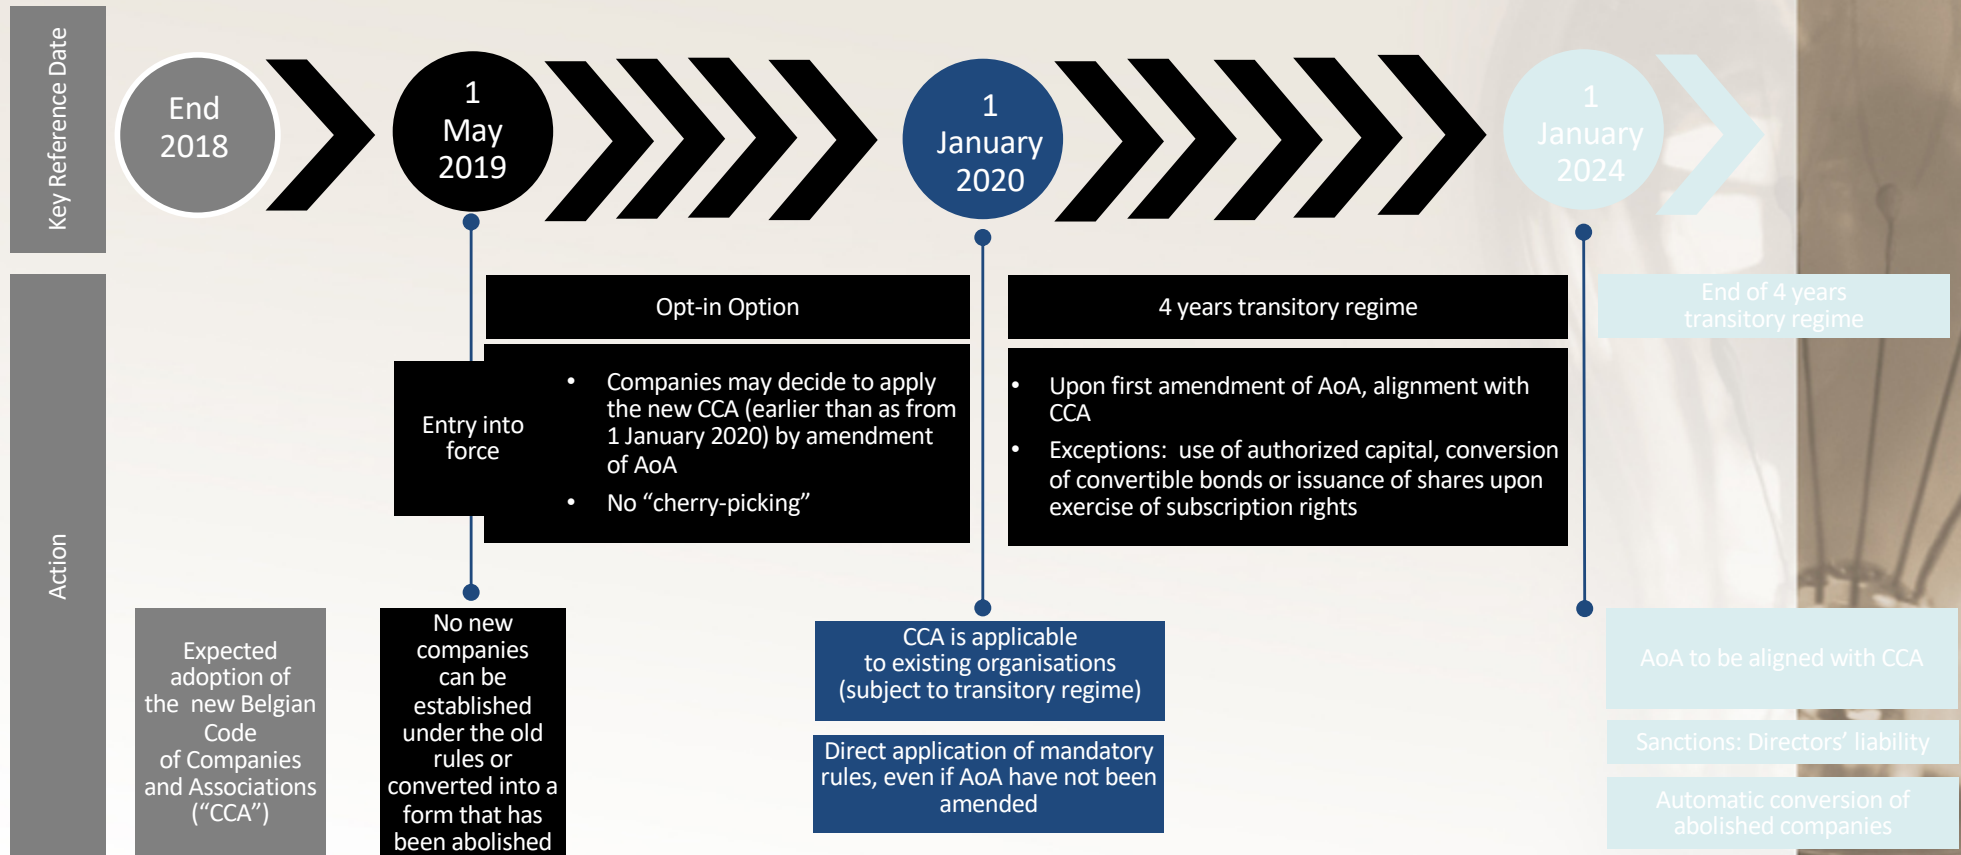 Key Reference Date
End
2018
1
May
2019
1
January
2020
1
January
2024
Action
Opt-in Option
4 years transitory regime
End of 4 years
transitory regime
Entry into
force
• Companies may decide to apply
the new CCA (earlier than as from
1 January 2020) by amendment
of AoA
• No “cherry-picking”
• Upon first amendment of AoA, alignment with
CCA
• Exceptions: use of authorized capital, conversion
of convertible bonds or issuance of shares upon
exercise of subscription rights
Expected
adoption of
the new Belgian
Code
of Companies
and Associations
(“CCA”)
No new
companies
can be
established
under the old
rules or
converted into a
form that has
been abolished
CCA is applicable
to existing organisations
(subject to transitory regime)
Direct application of mandatory
rules, even if AoA have not been
amended
AoA to be aligned with CCA
Sanctions: Directors’ liability
Automatic conversion of
abolished companies